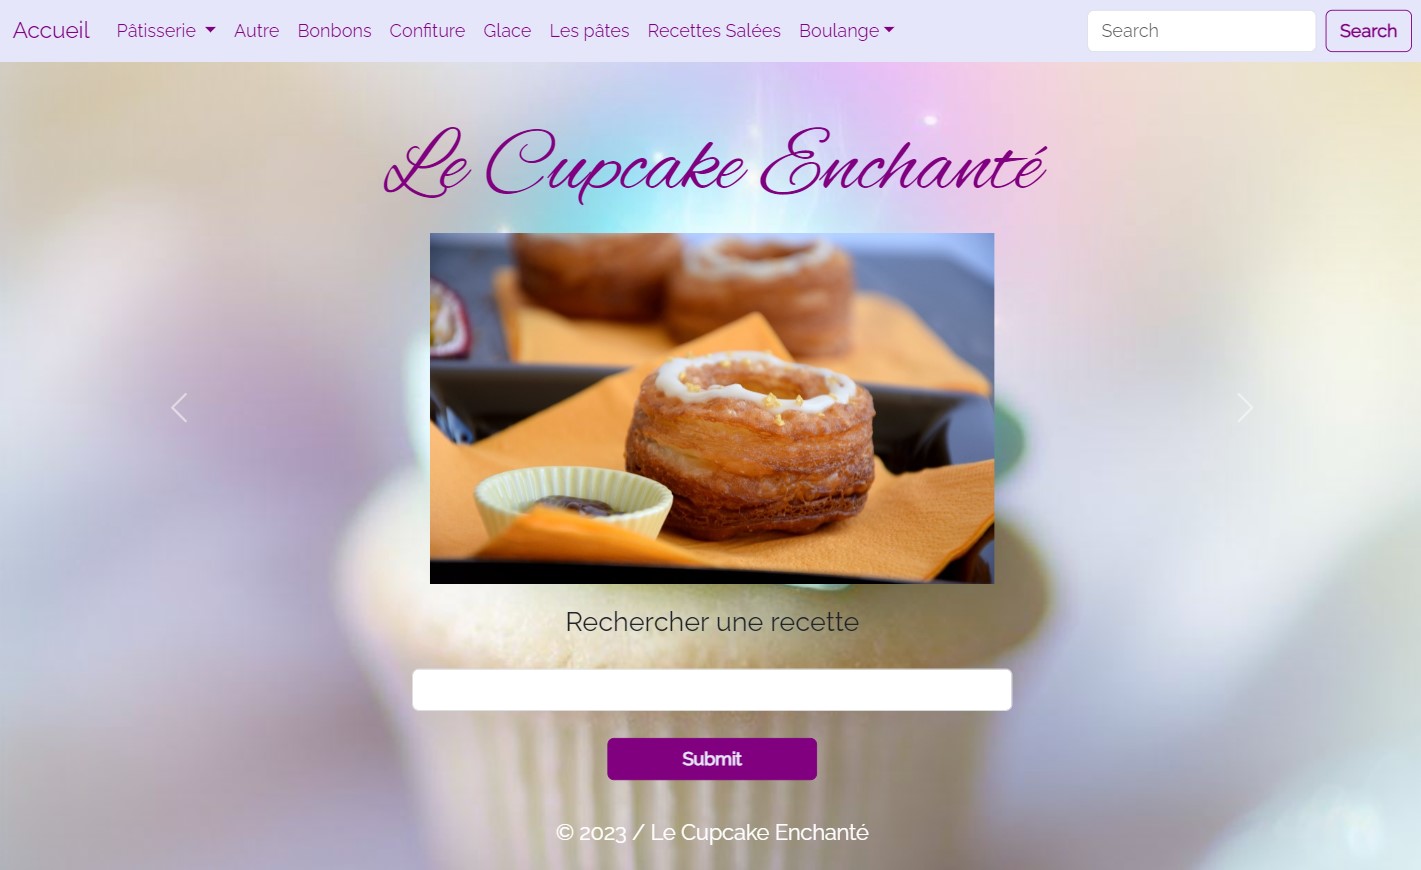 Accueil Pâtisserie Autre Bonbons Confiture Glace Les pâtes Recettes Salées Boulange Search Search
Le Cupcake Enchanté
Rechercher une recette
Submit
© 2023 / Le Cupcake Enchanté